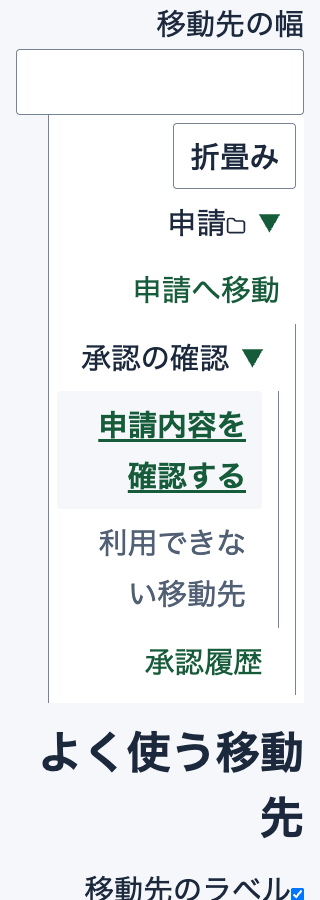 移動先の幅
折畳み
申請 ▼
申請へ移動
承認の確認 ▼
申請内容を
確認する
利用できな
い移動先
承認履歴
よく使う移動
先
移動先のラベル